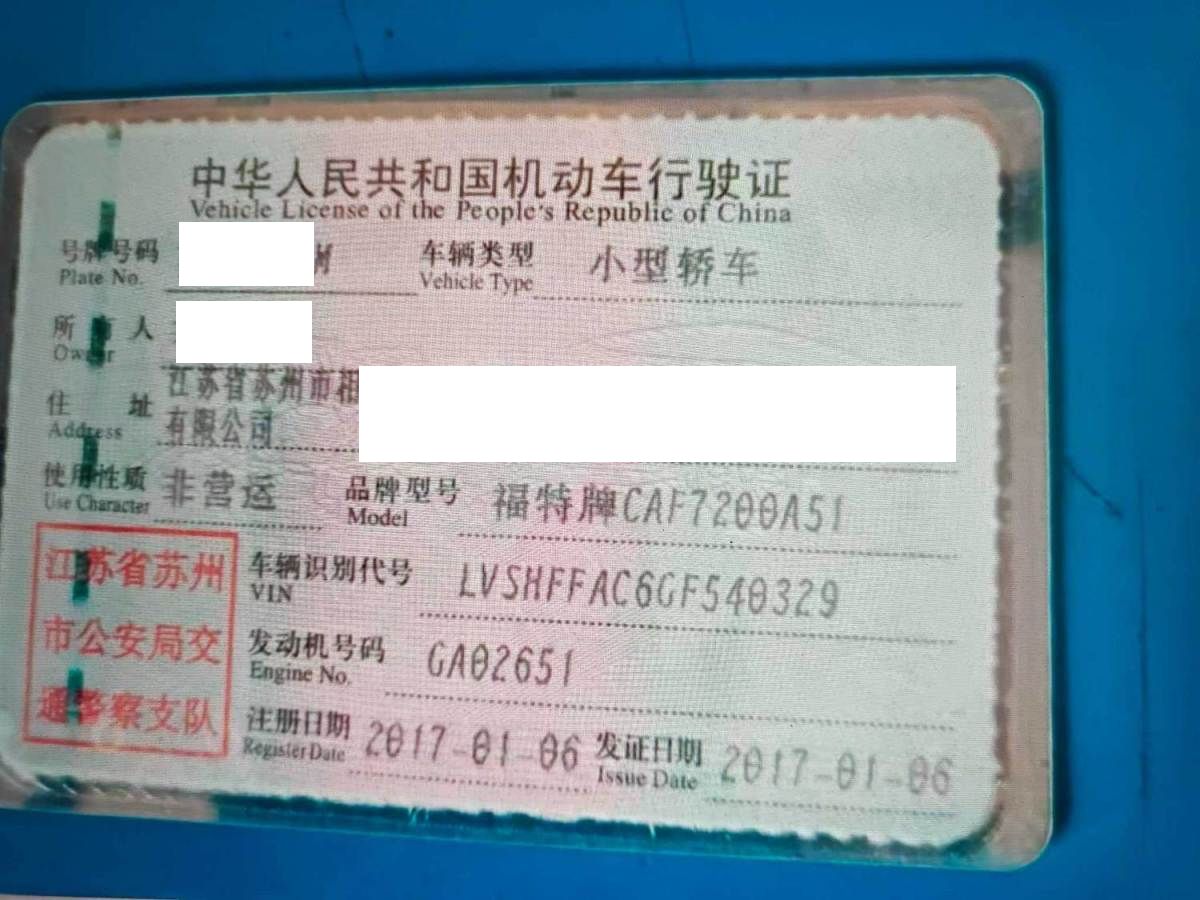 中华人民共和国机动车行驶证
Vehicle License of the People's Republic of China
号牌号码 车辆类型 小型轿车
Plate No. Vehicle Type
所有人
Owner
江苏省苏州市相
住址
Address 有限公司
使用性质 非营运 品牌型号 福特牌CAF7200A51
Use Character Model
江苏省苏州 车辆识别代号 LVSHFFAC6GF540329
VIN
市公安局交 发动机号码 GA02651
Engine No.
通警察支队 注册日期 2017-01-06 发证日期 2017-01-06
Register Date Issue Date